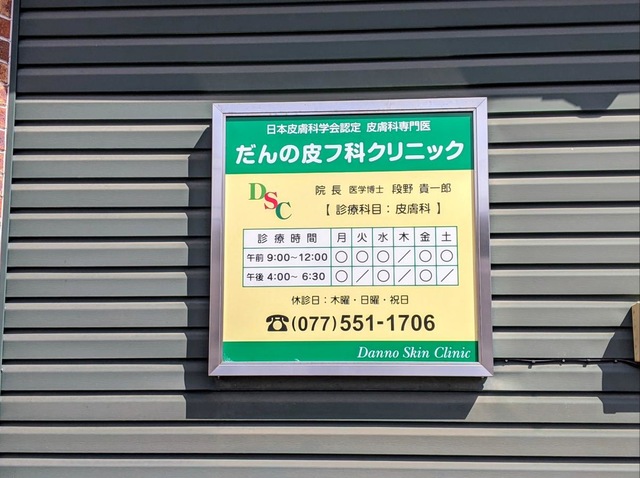 日本皮膚科学会認定 皮膚科専門医
だんの皮フ科クリニック
DSC
院長 医学博士 段野 貴一郎
【 診療科目：皮膚科 】
診療時間 月 火 水 木 金 土
午前 9:00〜12:00 ○ ○ ○ ／ ○ ○
午後 4:00〜 6:30 ○ ／ ○ ／ ○ ／
休診日：木曜・日曜・祝日
☎(077)551-1706
Danno Skin Clinic